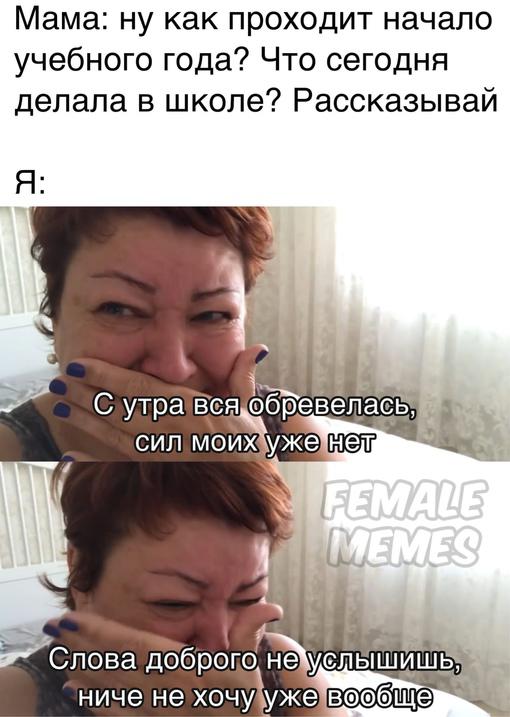 Мама: ну как проходит начало
учебного года? Что сегодня
делала в школе? Рассказывай
Я:
С утра вся обревелась,
сил моих уже нет
FEMALE
MEMES
Слова доброго не услышишь,
ниче не хочу уже вообще